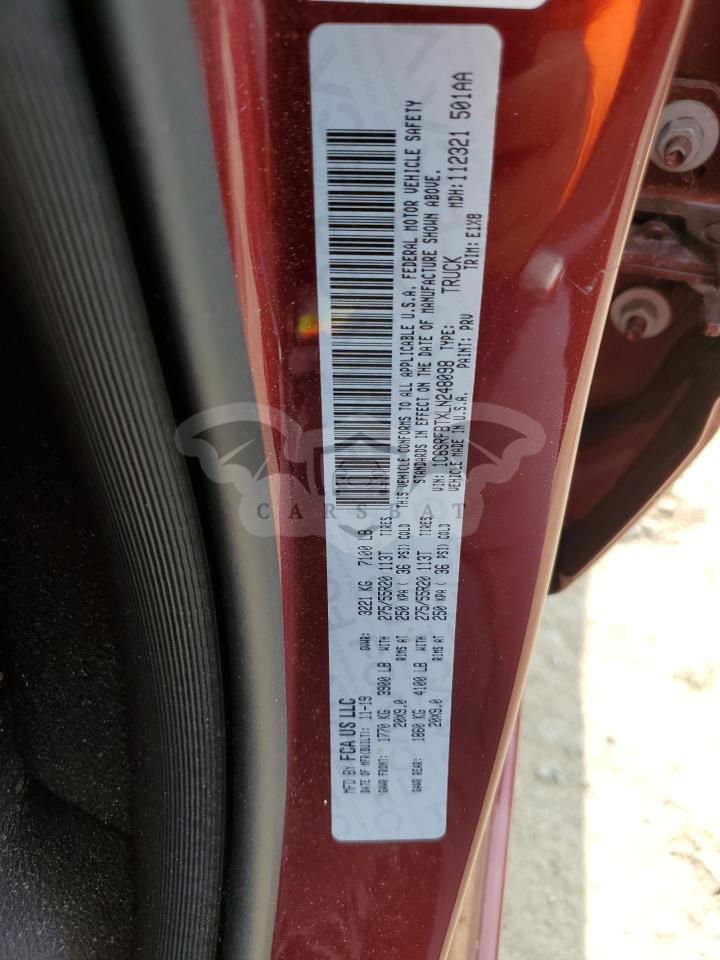 MFD BY FCA US LLC
DATE OF MFR(BUILT): 11-19 GVWR: 3221 KG 7100 LB
GAWR FRONT: 1770 KG 3900 LB WITH 275/55R20 113T TIRES
20X9.0 RIMS AT 250 KPA ( 36 PSI) COLD
GAWR REAR: 1860 KG 4100 LB WITH 275/55R20 113T TIRES
20X9.0 RIMS AT 250 KPA ( 36 PSI) COLD
THIS VEHICLE CONFORMS TO ALL APPLICABLE U.S.A. FEDERAL MOTOR VEHICLE SAFETY
STANDARDS IN EFFECT ON THE DATE OF MANUFACTURE SHOWN ABOVE.
VIN: 1C6SRFBTXLN248098 TYPE: TRUCK MDH: 112321 501AA
VEHICLE MADE IN U.S.A. PAINT: PRV TRIM: E1X8
CARSBAT